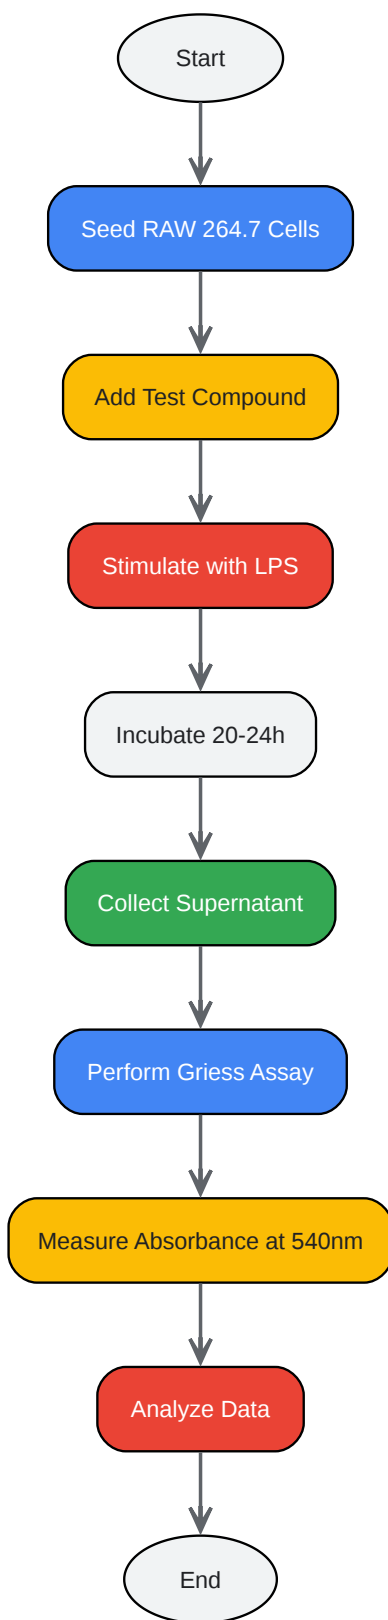 Start
Seed RAW 264.7 Cells
Add Test Compound
Stimulate with LPS
Incubate 20-24h
Collect Supernatant
Perform Griess Assay
Measure Absorbance at 540nm
Analyze Data
End